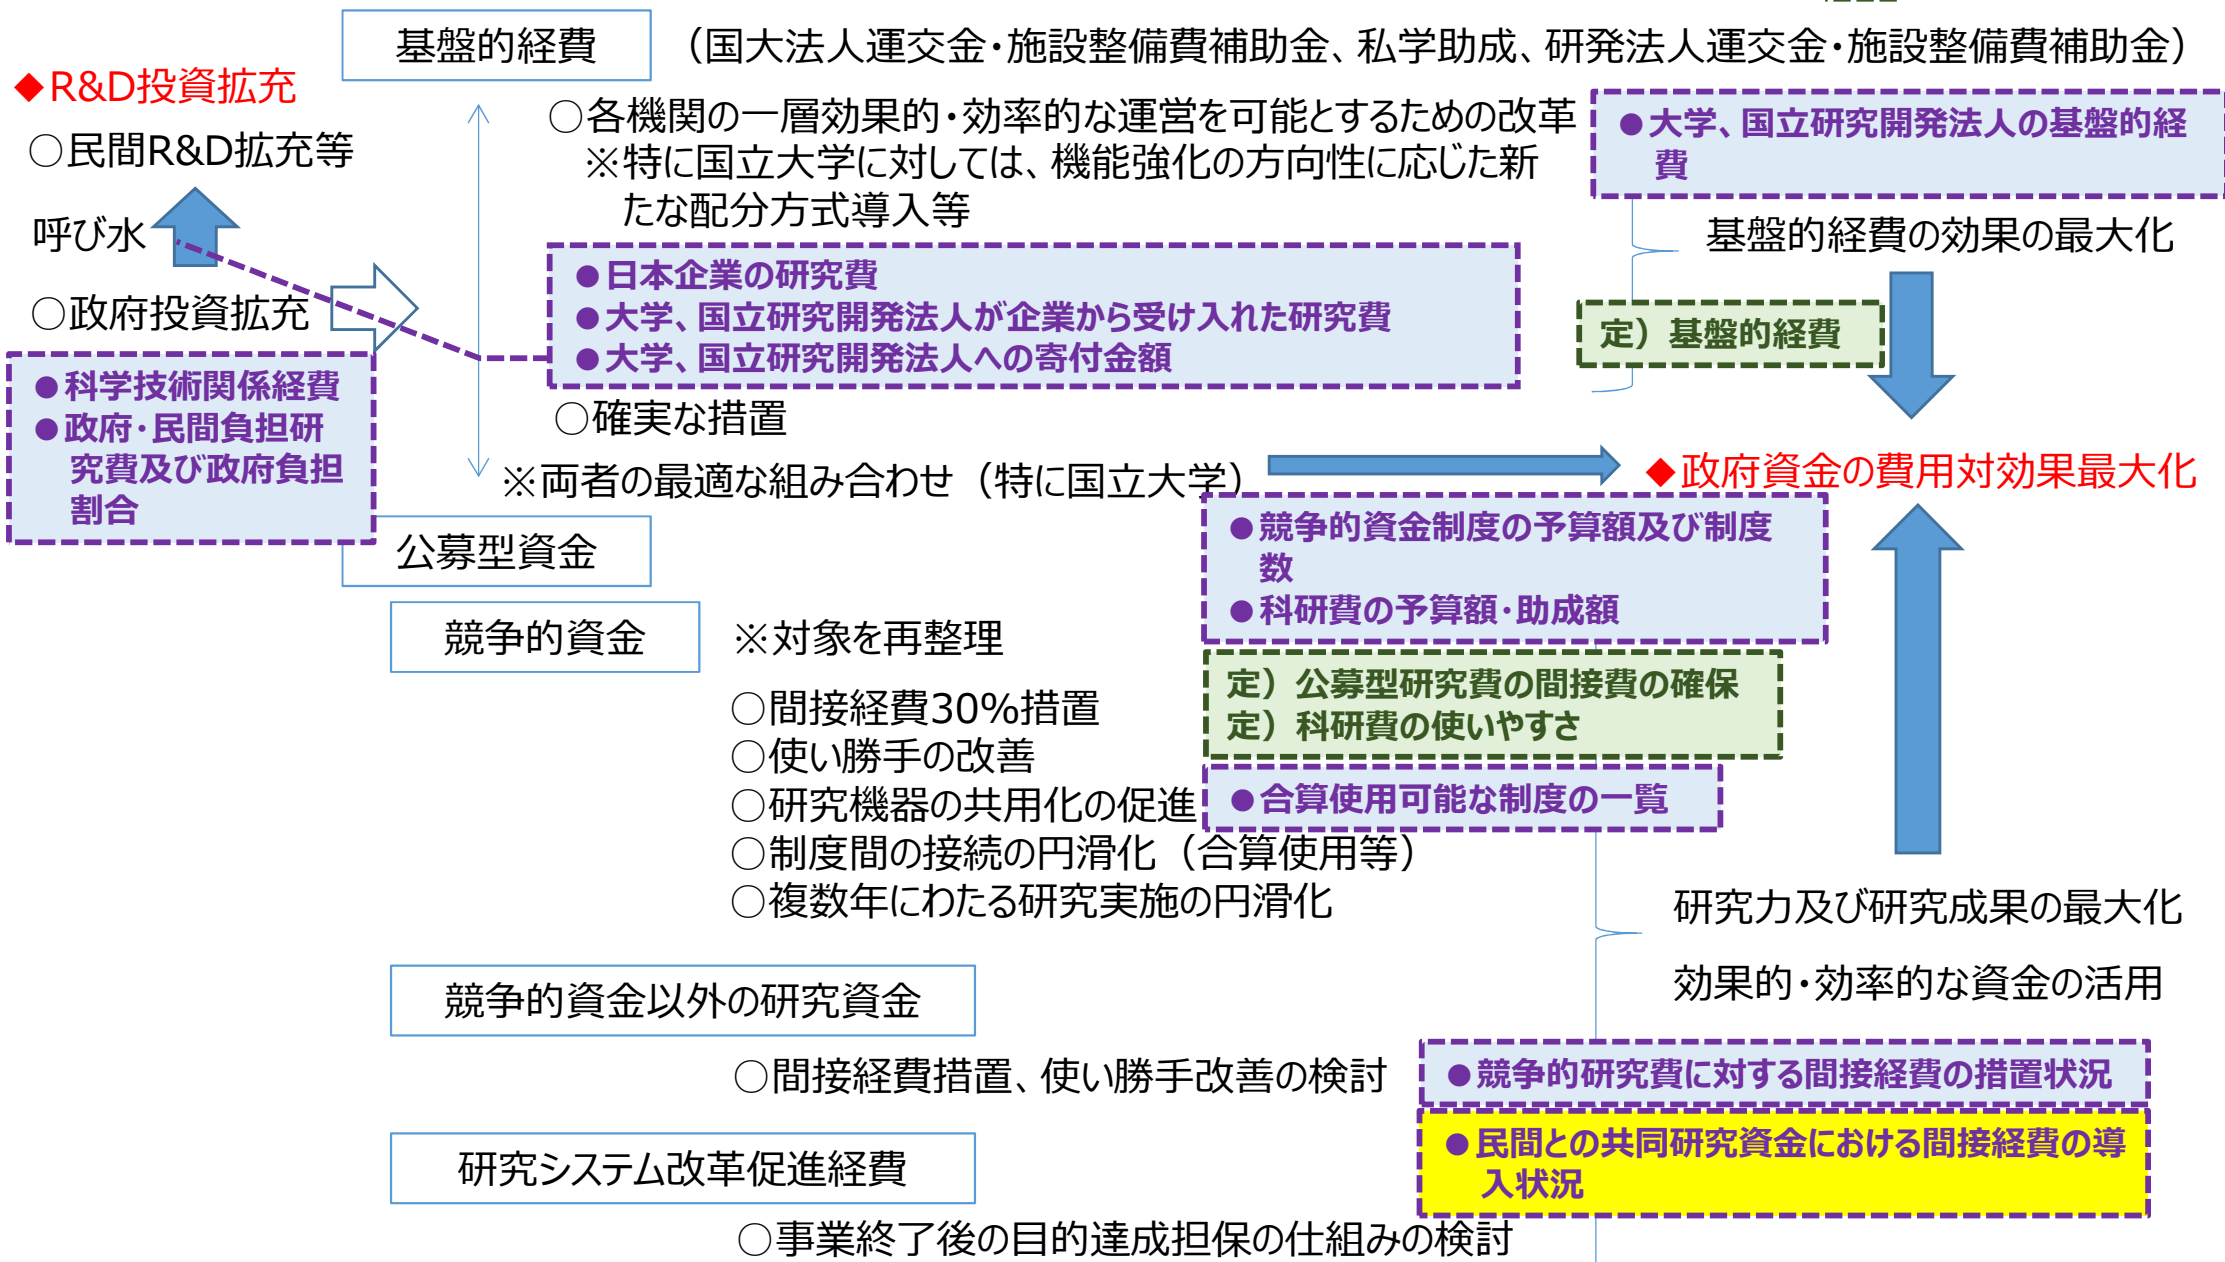 基盤的経費
（国大法人運交金・施設整備費補助金、私学助成、研発法人運交金・施設整備費補助金）
◆R&D投資拡充
○民間R&D拡充等
呼び水
○政府投資拡充
●科学技術関係経費
●政府・民間負担研
究費及び政府負担
割合
○各機関の一層効果的・効率的な運営を可能とするための改革
※特に国立大学に対しては、機能強化の方向性に応じた新
たな配分方式導入等
●大学、国立研究開発法人の基盤的経
費
基盤的経費の効果の最大化
●日本企業の研究費
●大学、国立研究開発法人が企業から受け入れた研究費
●大学、国立研究開発法人への寄付金額
定）基盤的経費
○確実な措置
※両者の最適な組み合わせ（特に国立大学）
◆政府資金の費用対効果最大化
公募型資金
●競争的資金制度の予算額及び制度
数
●科研費の予算額・助成額
競争的資金
※対象を再整理
定）公募型研究費の間接費の確保
定）科研費の使いやすさ
○間接経費30%措置
○使い勝手の改善
○研究機器の共用化の促進
●合算使用可能な制度の一覧
○制度間の接続の円滑化（合算使用等）
○複数年にわたる研究実施の円滑化
研究力及び研究成果の最大化
効果的・効率的な資金の活用
競争的資金以外の研究資金
○間接経費措置、使い勝手改善の検討
●競争的研究費に対する間接経費の措置状況
●民間との共同研究資金における間接経費の導
入状況
研究システム改革促進経費
○事業終了後の目的達成担保の仕組みの検討